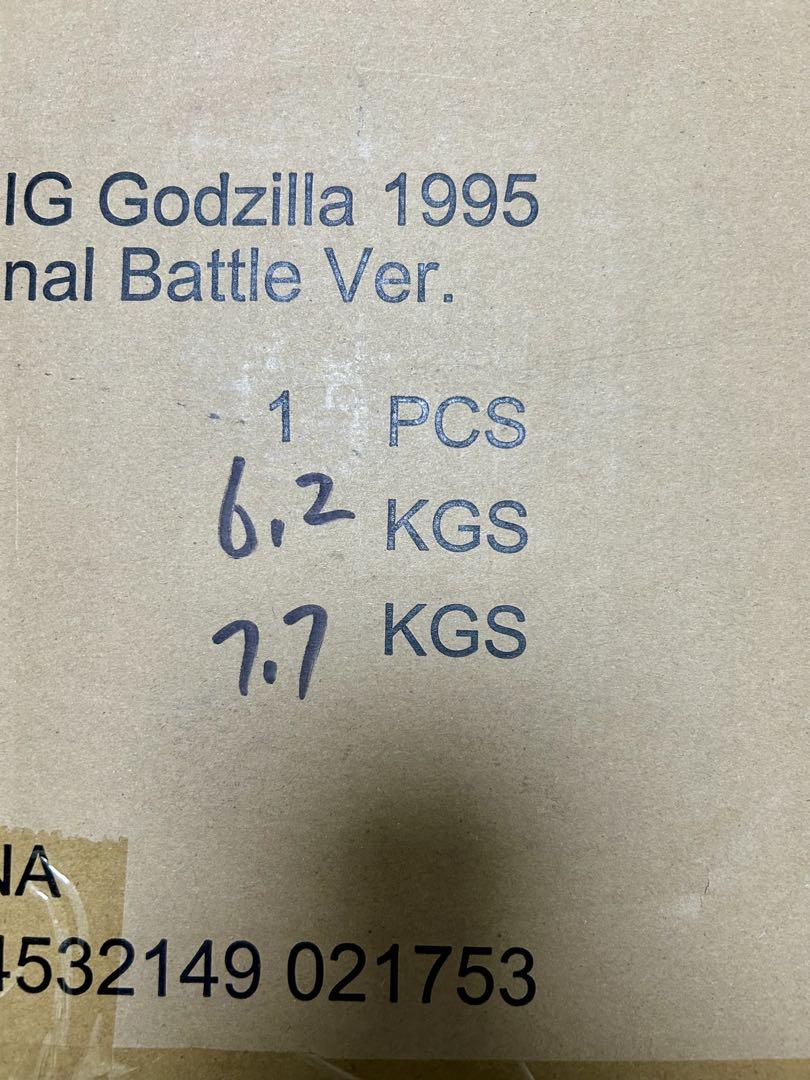 IG Godzilla 1995
nal Battle Ver.
1 PCS
6.2 KGS
7.7 KGS
NA
4532149 021753